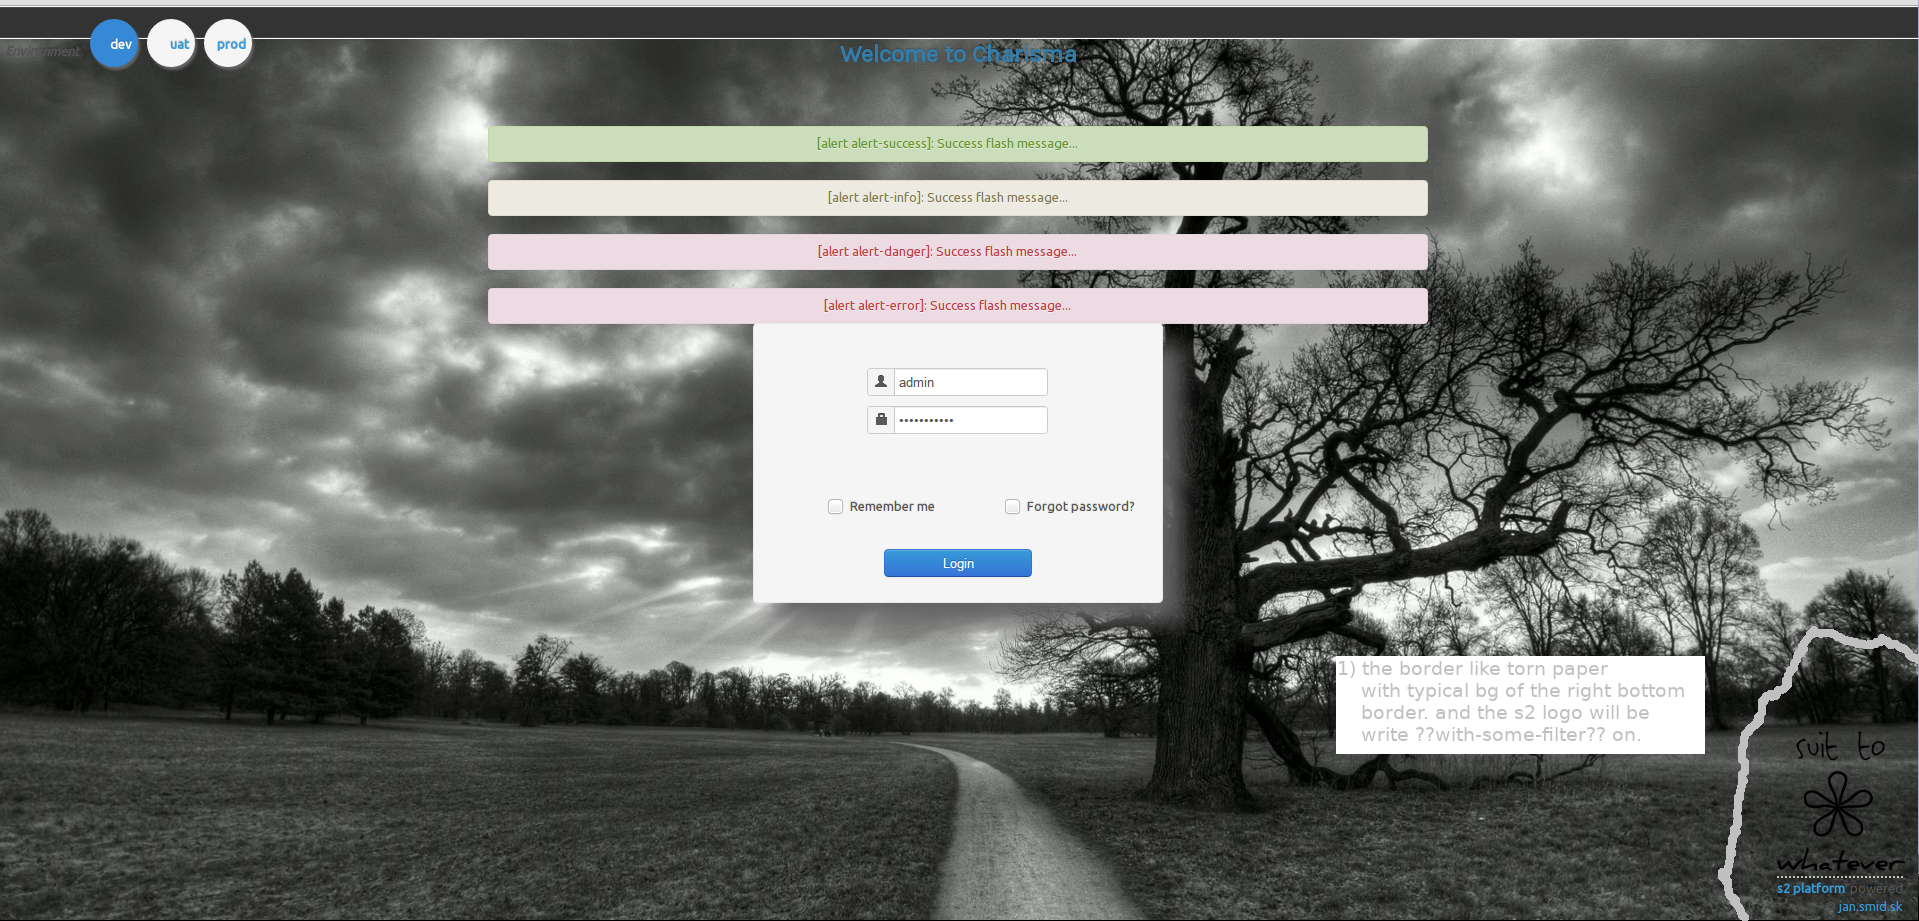 Environment
dev
uat
prod
Welcome to Charisma
[alert alert-success]: Success flash message...
[alert alert-info]: Success flash message...
[alert alert-danger]: Success flash message...
[alert alert-error]: Success flash message...
admin
Remember me
Forgot password?
Login
1) the border like torn paper
with typical bg of the right bottom
border. and the s2 logo will be
write ??with-some-filter?? on.
suit to
whatever
s2 platform powered
© jan.smid.sk